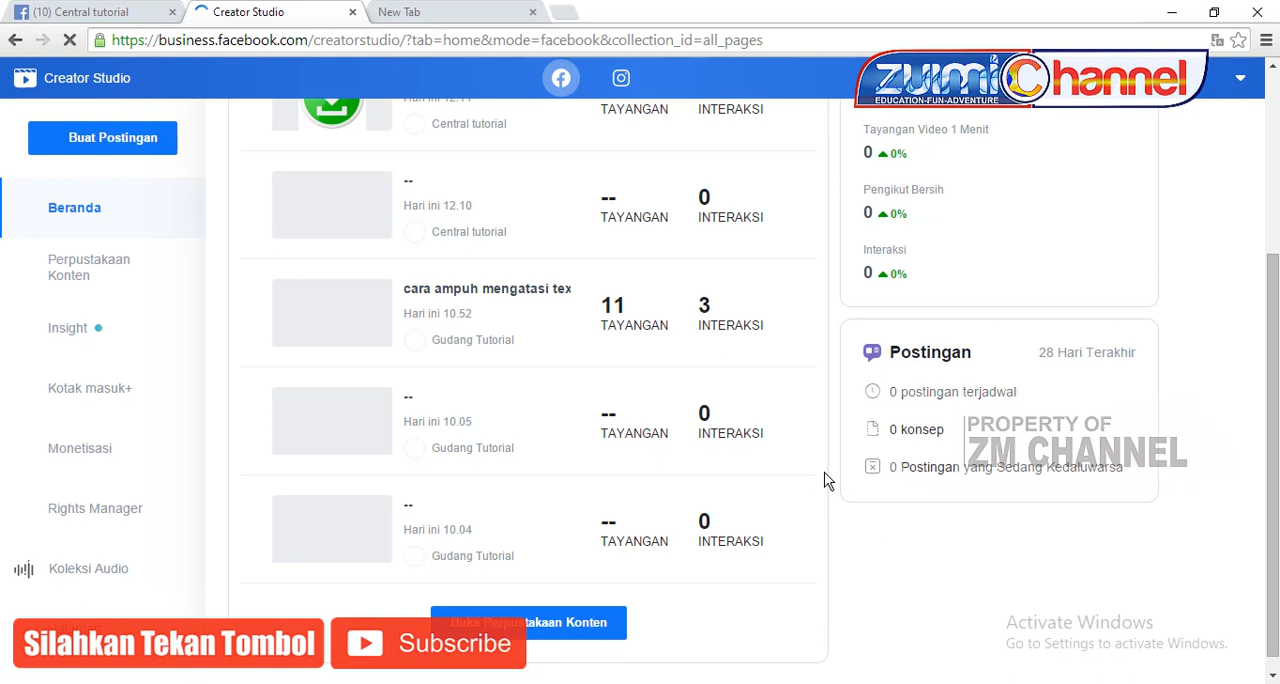 (10) Central tutorial
Creator Studio
New Tab
https://business.facebook.com/creatorstudio/?tab=home&mode=facebook&collection_id=all_pages
Creator Studio
Zulmi Channel
EDUCATION-FUN-ADVENTURE
Buat Postingan
Beranda
Perpustakaan
Konten
Insight
Kotak masuk+
Monetisasi
Rights Manager
Koleksi Audio
Central tutorial
TAYANGAN
INTERAKSI
--
Hari ini 12.10
Central tutorial
--
TAYANGAN
0
INTERAKSI
cara ampuh mengatasi tex
Hari ini 10.52
Gudang Tutorial
11
TAYANGAN
3
INTERAKSI
--
Hari ini 10.05
Gudang Tutorial
--
TAYANGAN
0
INTERAKSI
--
Hari ini 10.04
Gudang Tutorial
--
TAYANGAN
0
INTERAKSI
Buka Perpustakaan Konten
Tayangan Video 1 Menit
0 0%
Pengikut Bersih
0 0%
Interaksi
0 0%
Postingan
28 Hari Terakhir
0 postingan terjadwal
0 konsep
0 Postingan yang Sedang Kedaluwarsa
PROPERTY OF
ZM CHANNEL
Silahkan Tekan Tombol
Subscribe
Activate Windows
Go to Settings to activate Windows.